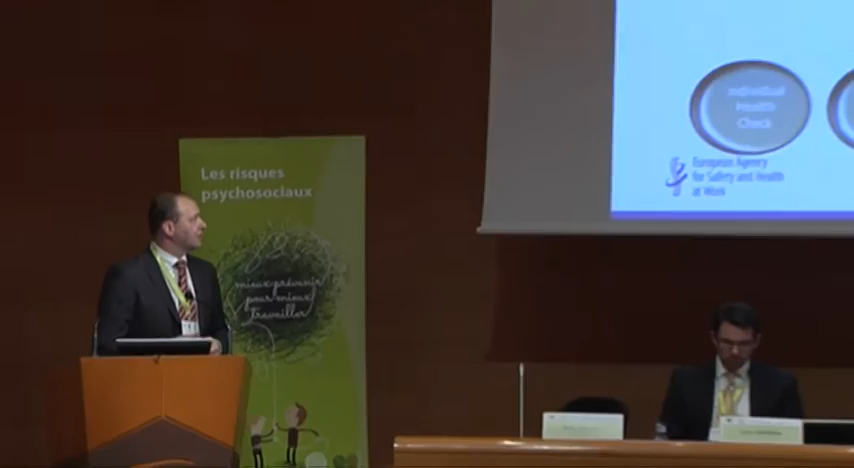 Les risques
psychosociaux
mieux prévenir
pour mieux
travailler
Individual
Health
Check
European Agency
for Safety and Health
at Work